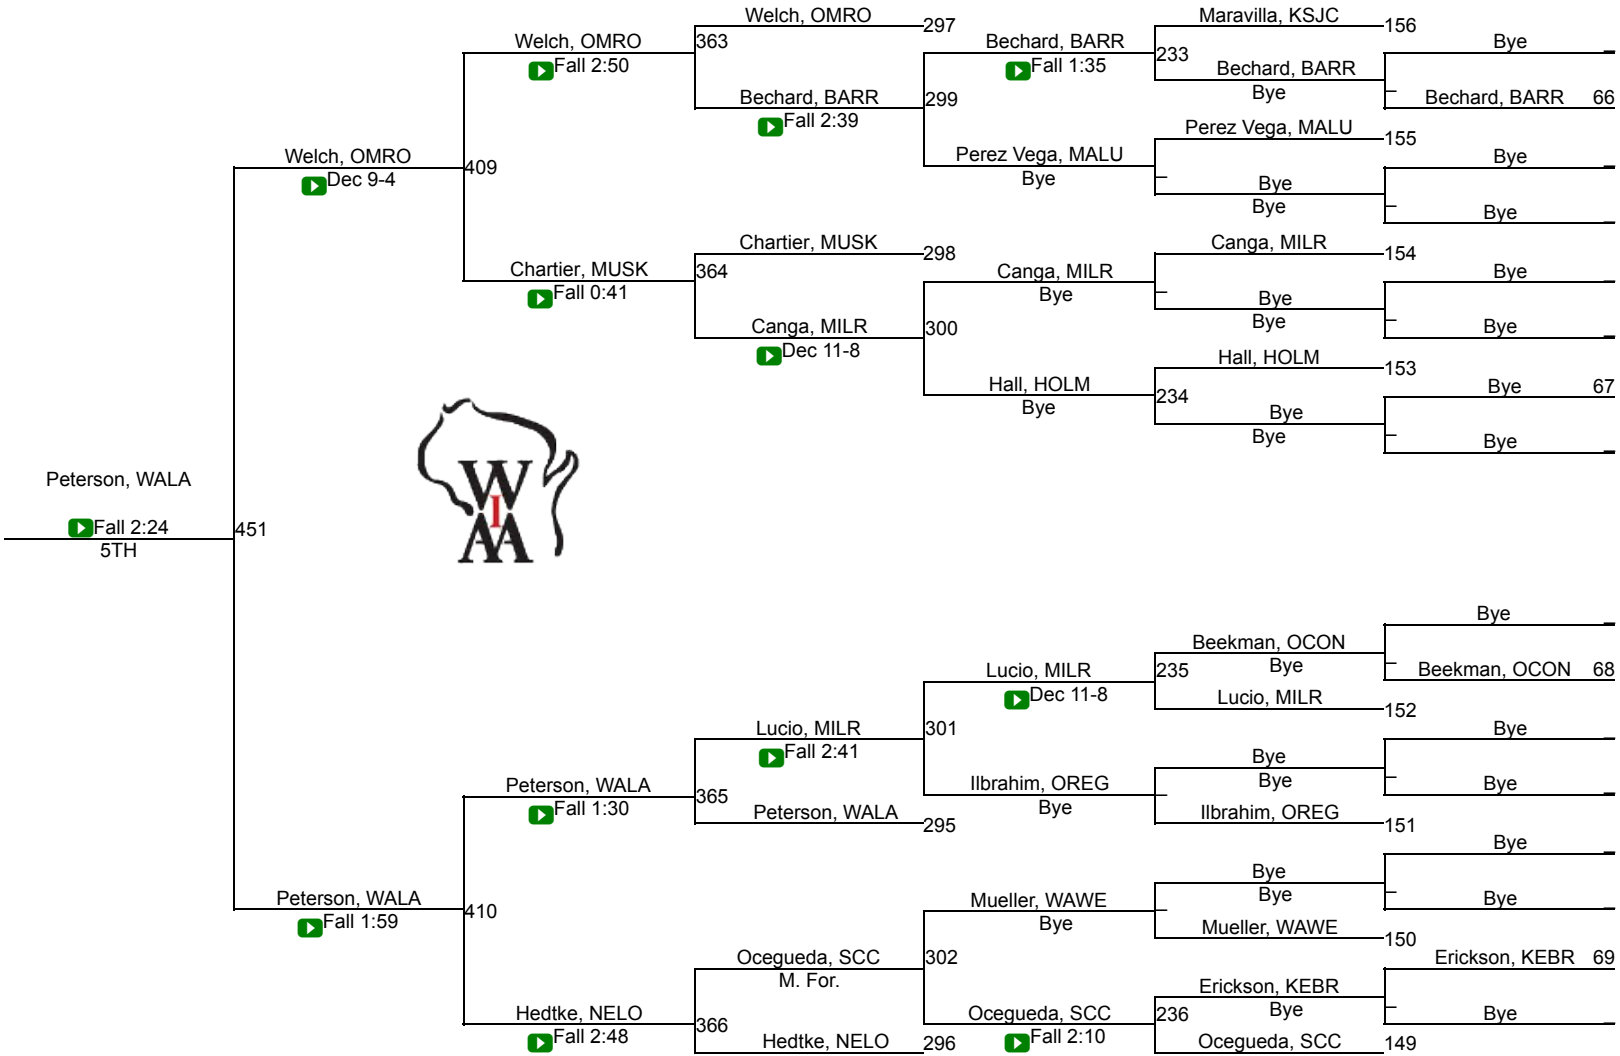 Welch, OMRO 297
Maravilla, KSJC 156
Welch, OMRO 363
Fall 2:50
Bechard, BARR
Fall 1:35
233
Bye _
Bechard, BARR
Bye
_
Bechard, BARR 66
Bechard, BARR 299
Fall 2:39
Perez Vega, MALU 155
Welch, OMRO
Dec 9-4
409
Perez Vega, MALU
Bye
_
Bye _
Bye
Bye
_
Bye _
Chartier, MUSK 298
Canga, MILR 154
Chartier, MUSK 364
Fall 0:41
Canga, MILR
Bye
_
Bye _
Bye
Bye
_
Bye _
Canga, MILR 300
Dec 11-8
Hall, HOLM 153
Hall, HOLM
Bye
234
Bye 67
Bye
Bye
_
Bye _
W
I
AA
Peterson, WALA
Fall 2:24
5TH
451
Bye _
Beekman, OCON
Bye
_
Beekman, OCON 68
Lucio, MILR
Dec 11-8
235
Lucio, MILR 152
Lucio, MILR 301
Fall 2:41
Bye _
Bye
Bye
_
Bye _
Peterson, WALA 365
Fall 1:30
Ilbrahim, OREG
Bye
_
Peterson, WALA 295
Ilbrahim, OREG 151
Bye _
Bye
Bye
_
Bye _
Peterson, WALA
Fall 1:59
410
Mueller, WAWE
Bye
_
Mueller, WAWE 150
Ocegueda, SCC 302
M. For.
Erickson, KEBR 69
Erickson, KEBR
Bye
_
Bye _
Hedtke, NELO 366
Fall 2:48
Ocegueda, SCC
Fall 2:10
236
Hedtke, NELO 296
Ocegueda, SCC 149